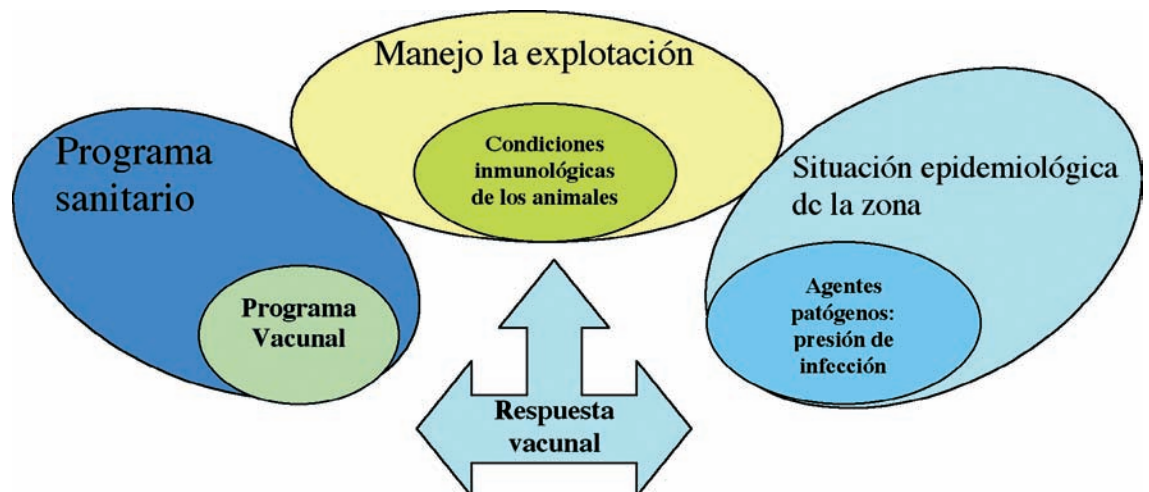 Manejo la explotación
Condiciones
inmunológicas
de los animales
Programa
sanitario
Programa
Vacunal
Situación epidemiológica
de la zona
Agentes
patógenos:
presión de
infección
Respuesta
vacunal